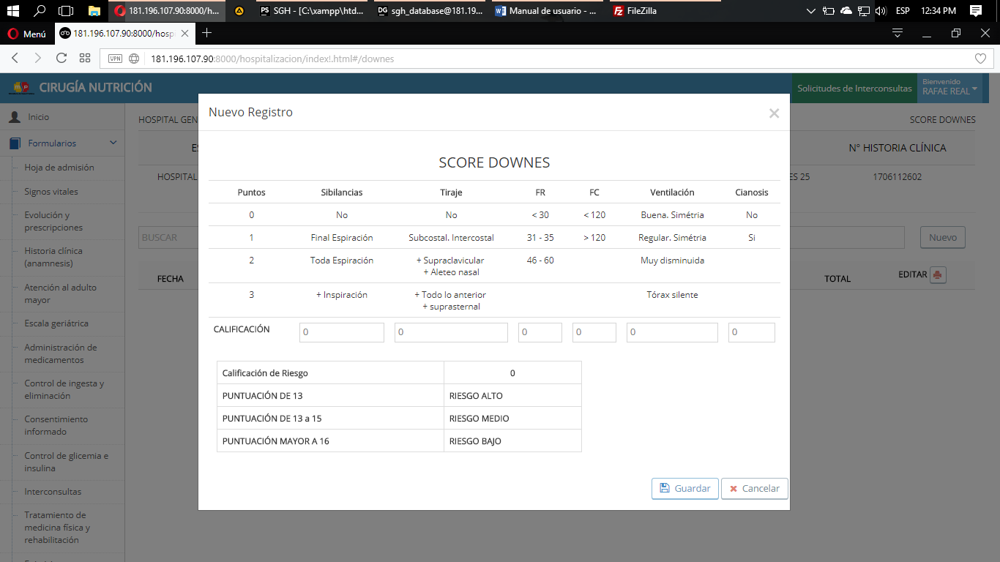 181.196.107.90:8000/h...
SGH - [C:\xampp\htd...
sgh_database@181.19...
Manual de usuario - ...
FileZilla
ESP
12:34 PM
Menú
181.196.107.90:8000/hosp
VPN
181.196.107.90:8000/hospitalizacion/index!.html#/downes
CIRUGÍA NUTRICIÓN
Solicitudes de Interconsultas
Bienvenido
RAFAE REAL
Inicio
Formularios
Hoja de admisión
Signos vitales
Evolución y
prescripciones
Historia clínica
(anamnesis)
Atención al adulto
mayor
Escala geriátrica
Administración de
medicamentos
Control de ingesta y
eliminación
Consentimiento
informado
Control de glicemia e
insulina
Interconsultas
Tratamiento de
medicina física y
rehabilitación
HOSPITAL GEN
SCORE DOWNES
ES
N° HISTORIA CLÍNICA
HOSPITAL
ES 25
1706112602
BUSCAR
Nuevo
FECHA
TOTAL
EDITAR
Nuevo Registro
SCORE DOWNES
Puntos Sibilancias Tiraje FR FC Ventilación Cianosis
0 No No < 30 < 120 Buena. Simétria No
1 Final Espiración Subcostal. Intercostal 31 - 35 > 120 Regular. Simétria Si
2 Toda Espiración + Supraclavicular 46 - 60 Muy disminuida
+ Aleteo nasal
3 + Inspiración + Todo lo anterior Tórax silente
+ suprasternal
CALIFICACIÓN 0 0 0 0 0 0
Calificación de Riesgo 0
PUNTUACIÓN DE 13 RIESGO ALTO
PUNTUACIÓN DE 13 a 15 RIESGO MEDIO
PUNTUACIÓN MAYOR A 16 RIESGO BAJO
Guardar
Cancelar